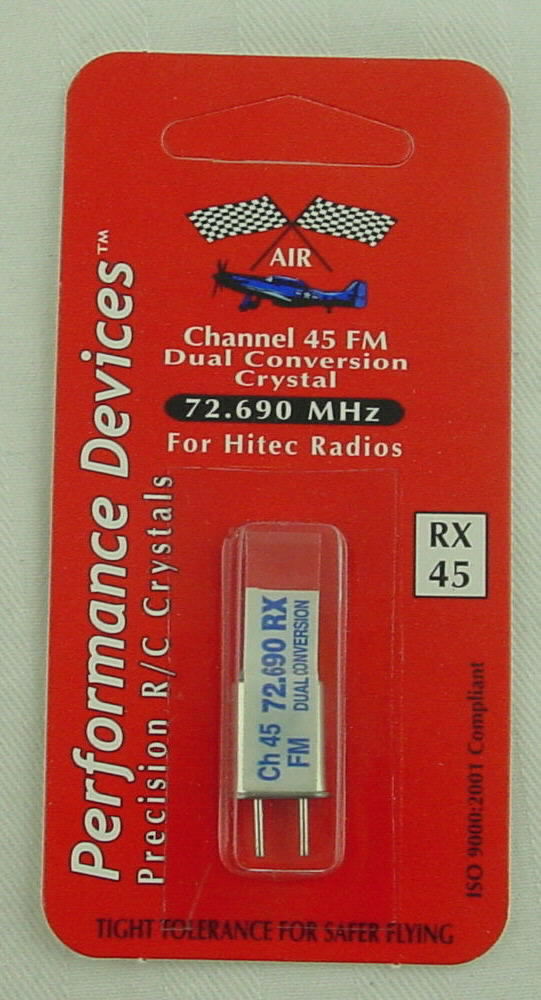 AIR
Channel 45 FM
Dual Conversion
Crystal
72.690 MHz
For Hitec Radios
Performance Devices™
Precision R/C Crystals
RX
45
Ch 45 72.690 RX
FM DUAL CONVERSION
ISO 9000:2001 Compliant
TIGHT TOLERANCE FOR SAFER FLYING